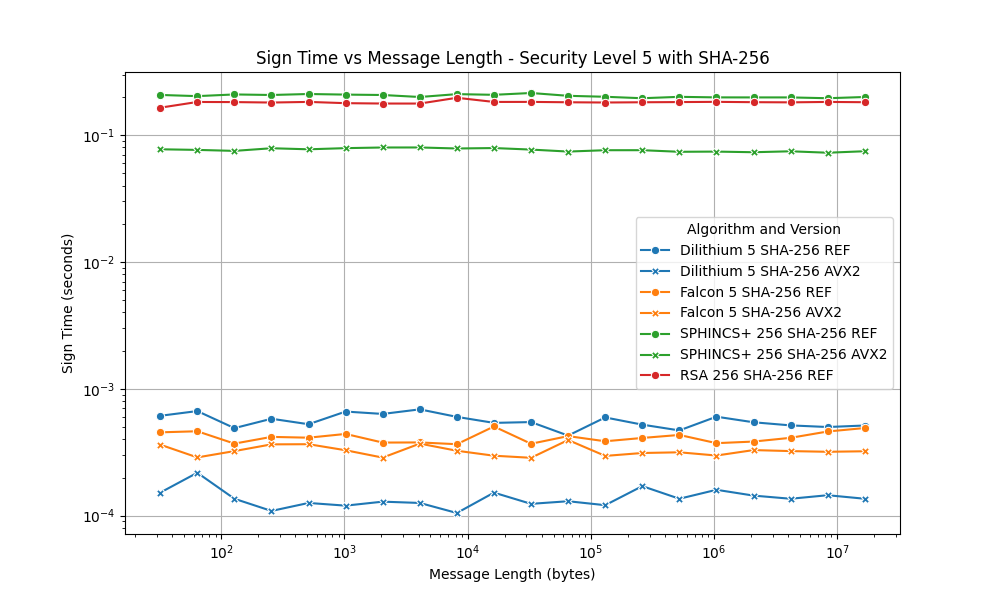 Sign Time vs Message Length - Security Level 5 with SHA-256
Sign Time (seconds)
10⁻¹
10⁻²
10⁻³
10⁻⁴
Algorithm and Version
Dilithium 5 SHA-256 REF
Dilithium 5 SHA-256 AVX2
Falcon 5 SHA-256 REF
Falcon 5 SHA-256 AVX2
SPHINCS+ 256 SHA-256 REF
SPHINCS+ 256 SHA-256 AVX2
RSA 256 SHA-256 REF
10² 10³ 10⁴ 10⁵ 10⁶ 10⁷
Message Length (bytes)